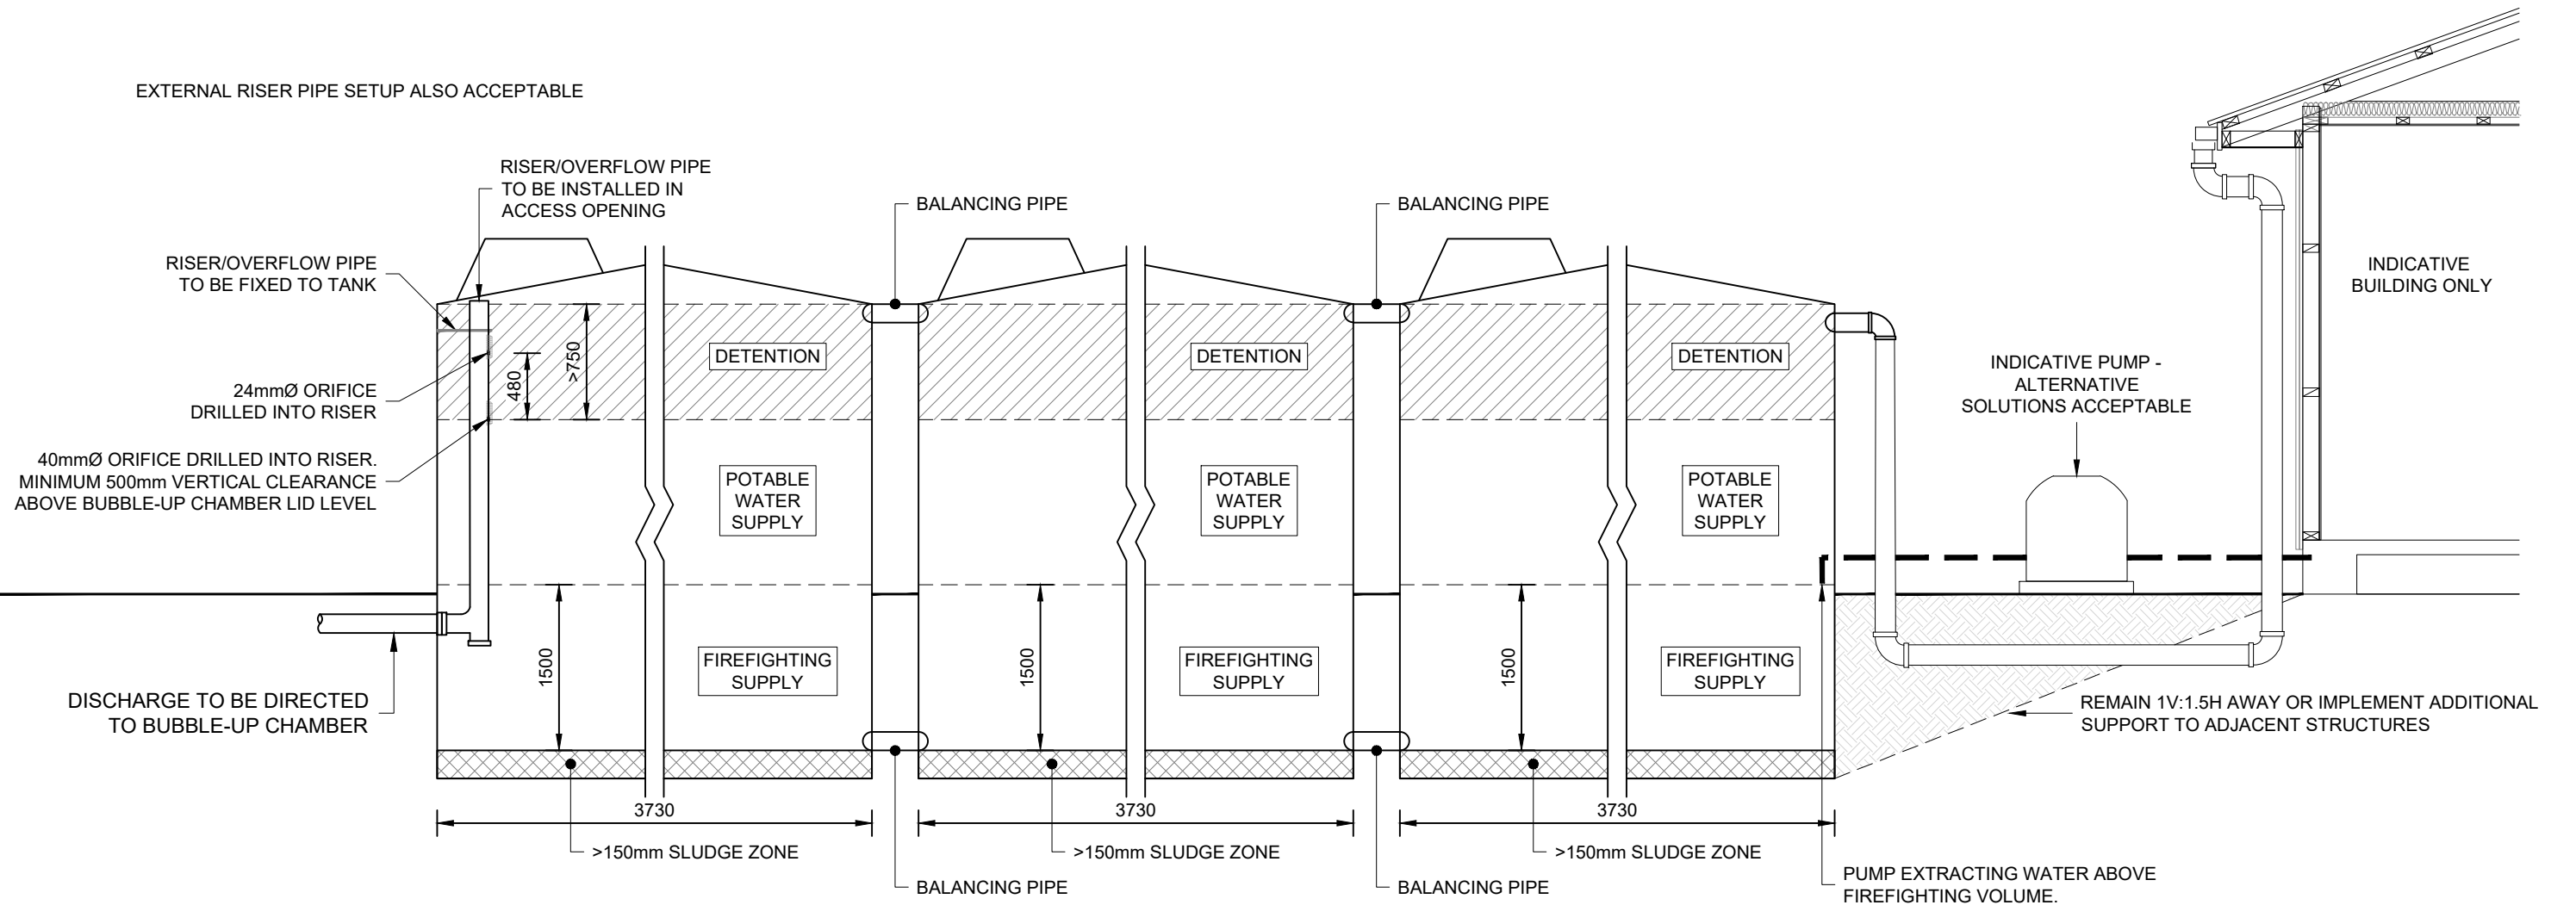 EXTERNAL RISER PIPE SETUP ALSO ACCEPTABLE
RISER/OVERFLOW PIPE
TO BE INSTALLED IN
ACCESS OPENING
BALANCING PIPE
BALANCING PIPE
RISER/OVERFLOW PIPE
TO BE FIXED TO TANK
INDICATIVE
BUILDING ONLY
DETENTION
DETENTION
DETENTION
>750
480
24mmØ ORIFICE
DRILLED INTO RISER
INDICATIVE PUMP -
ALTERNATIVE
SOLUTIONS ACCEPTABLE
40mmØ ORIFICE DRILLED INTO RISER.
MINIMUM 500mm VERTICAL CLEARANCE
ABOVE BUBBLE-UP CHAMBER LID LEVEL
POTABLE
WATER
SUPPLY
POTABLE
WATER
SUPPLY
POTABLE
WATER
SUPPLY
1500
FIREFIGHTING
SUPPLY
1500
FIREFIGHTING
SUPPLY
1500
FIREFIGHTING
SUPPLY
DISCHARGE TO BE DIRECTED
TO BUBBLE-UP CHAMBER
REMAIN 1V:1.5H AWAY OR IMPLEMENT ADDITIONAL
SUPPORT TO ADJACENT STRUCTURES
3730
3730
3730
>150mm SLUDGE ZONE
>150mm SLUDGE ZONE
>150mm SLUDGE ZONE
BALANCING PIPE
BALANCING PIPE
PUMP EXTRACTING WATER ABOVE
FIREFIGHTING VOLUME.